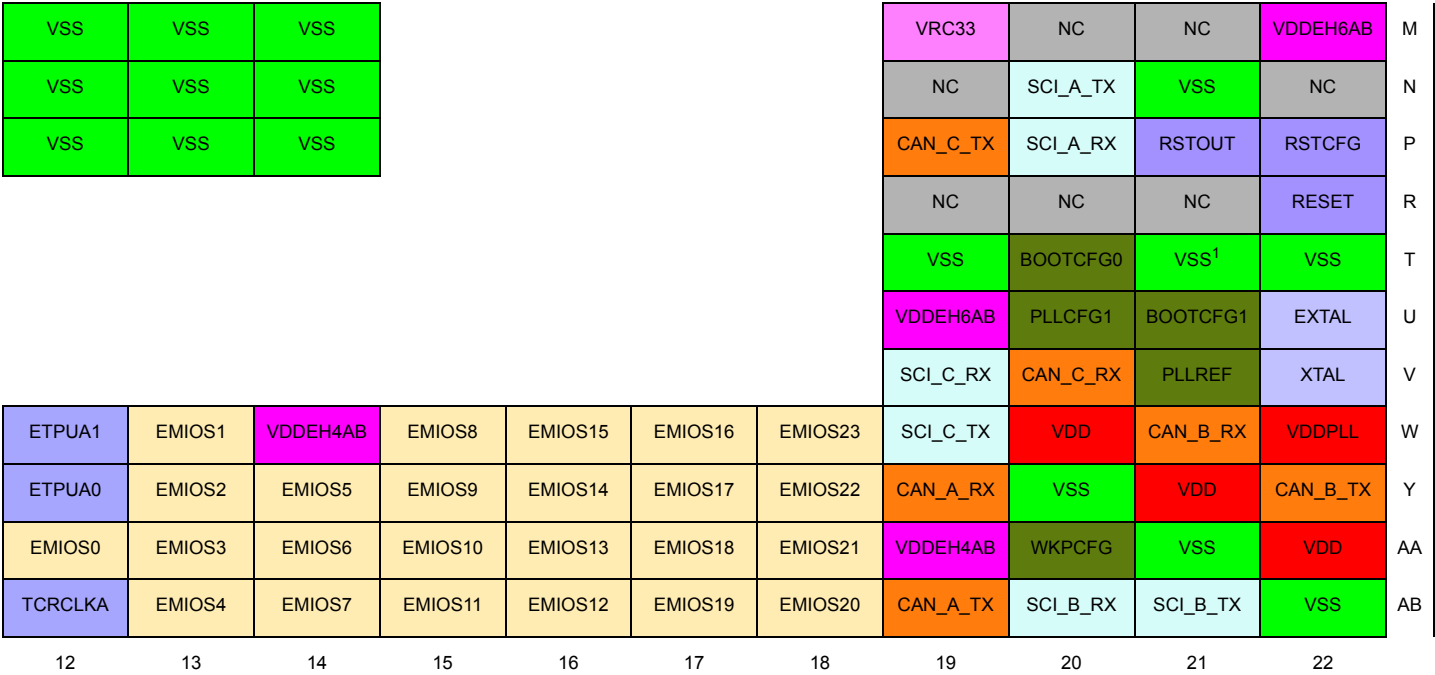 VSS VSS VSS VRC33 NC NC VDDEH6AB M
VSS VSS VSS NC SCI_A_TX VSS NC N
VSS VSS VSS CAN_C_TX SCI_A_RX RSTOUT RSTCFG P
NC NC NC RESET R
VSS BOOTCFG0 VSS1 VSS T
VDDEH6AB PLLCFG1 BOOTCFG1 EXTAL U
SCI_C_RX CAN_C_RX PLLREF XTAL V
ETPUA1 EMIOS1 VDDEH4AB EMIOS8 EMIOS15 EMIOS16 EMIOS23 SCI_C_TX VDD CAN_B_RX VDDPLL W
ETPUA0 EMIOS2 EMIOS5 EMIOS9 EMIOS14 EMIOS17 EMIOS22 CAN_A_RX VSS VDD CAN_B_TX Y
EMIOS0 EMIOS3 EMIOS6 EMIOS10 EMIOS13 EMIOS18 EMIOS21 VDDEH4AB WKPCFG VSS VDD AA
TCRCLKA EMIOS4 EMIOS7 EMIOS11 EMIOS12 EMIOS19 EMIOS20 CAN_A_TX SCI_B_RX SCI_B_TX VSS AB
12 13 14 15 16 17 18 19 20 21 22